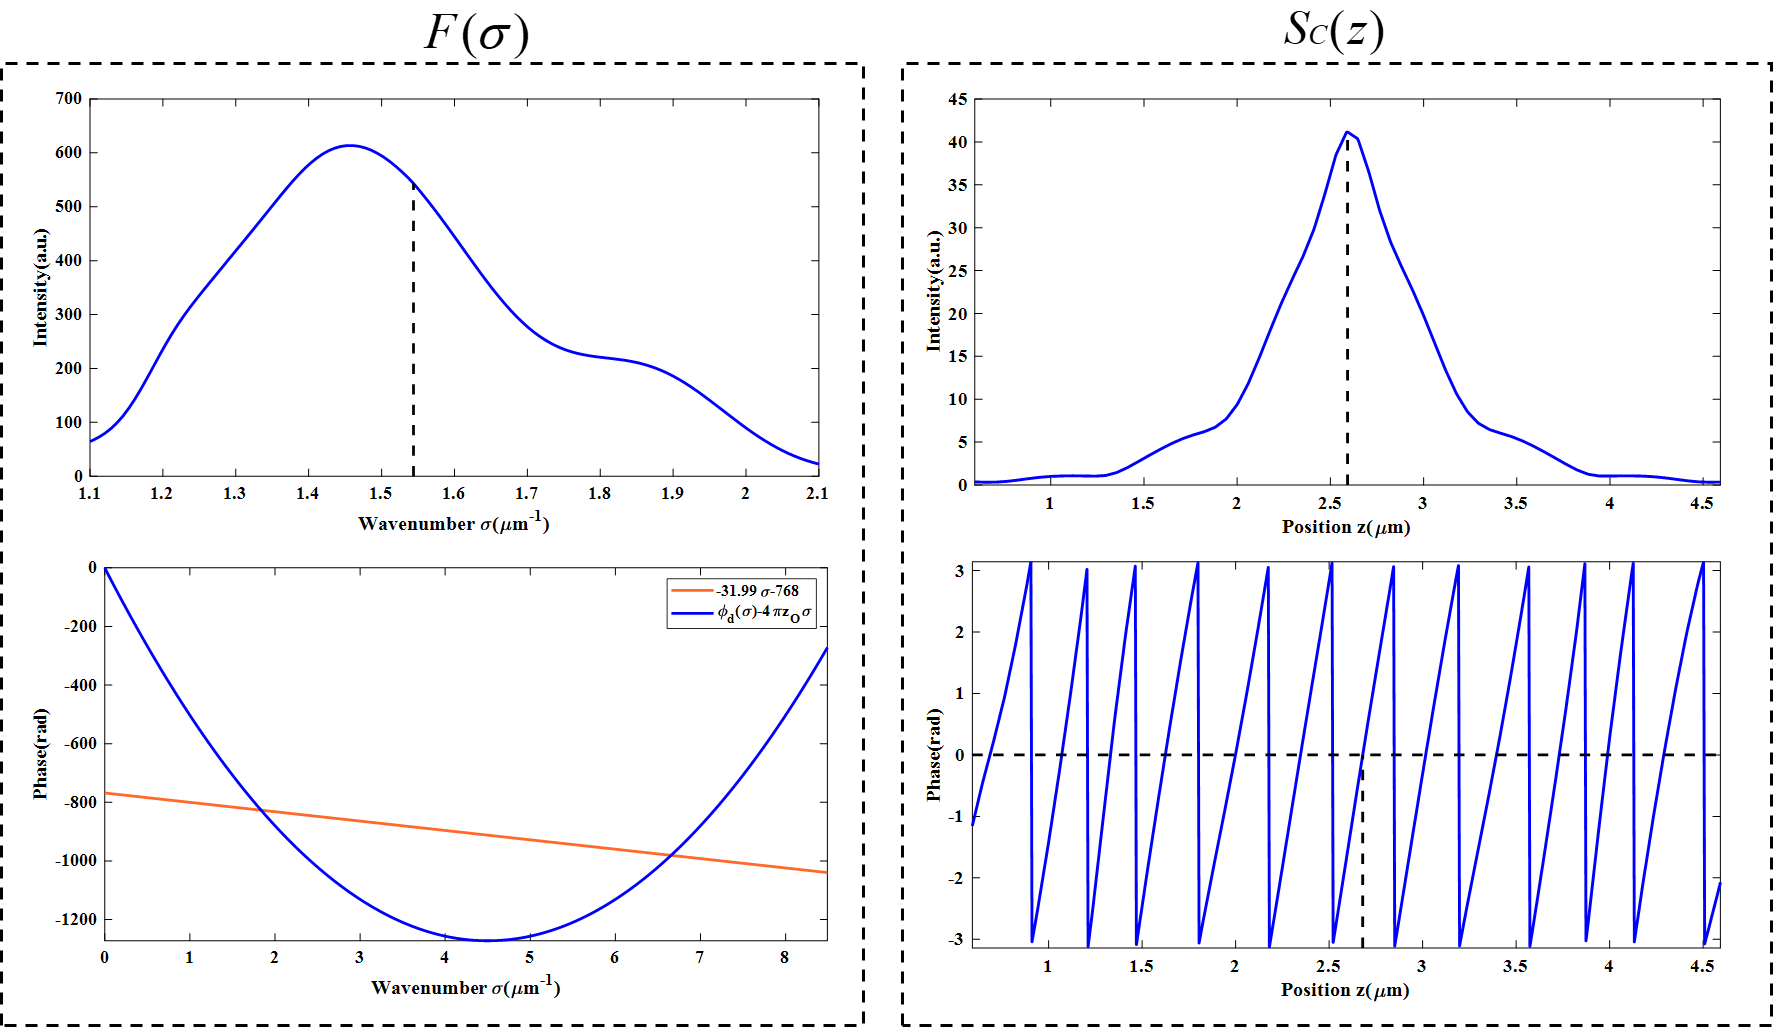 F(σ)
S_C(z)
700
600
500
400
300
200
100
0
Intensity(a.u.)
1.1 1.2 1.3 1.4 1.5 1.6 1.7 1.8 1.9 2 2.1
Wavenumber σ(μm⁻¹)
45
40
35
30
25
20
15
10
5
0
Intensity(a.u.)
1 1.5 2 2.5 3 3.5 4 4.5
Position z(μm)
0
-200
-400
-600
-800
-1000
-1200
Phase(rad)
-31.99 σ-768
ϕ_d(σ)-4πz_Oσ
0 1 2 3 4 5 6 7 8
Wavenumber σ(μm⁻¹)
3
2
1
0
-1
-2
-3
Phase(rad)
1 1.5 2 2.5 3 3.5 4 4.5
Position z(μm)